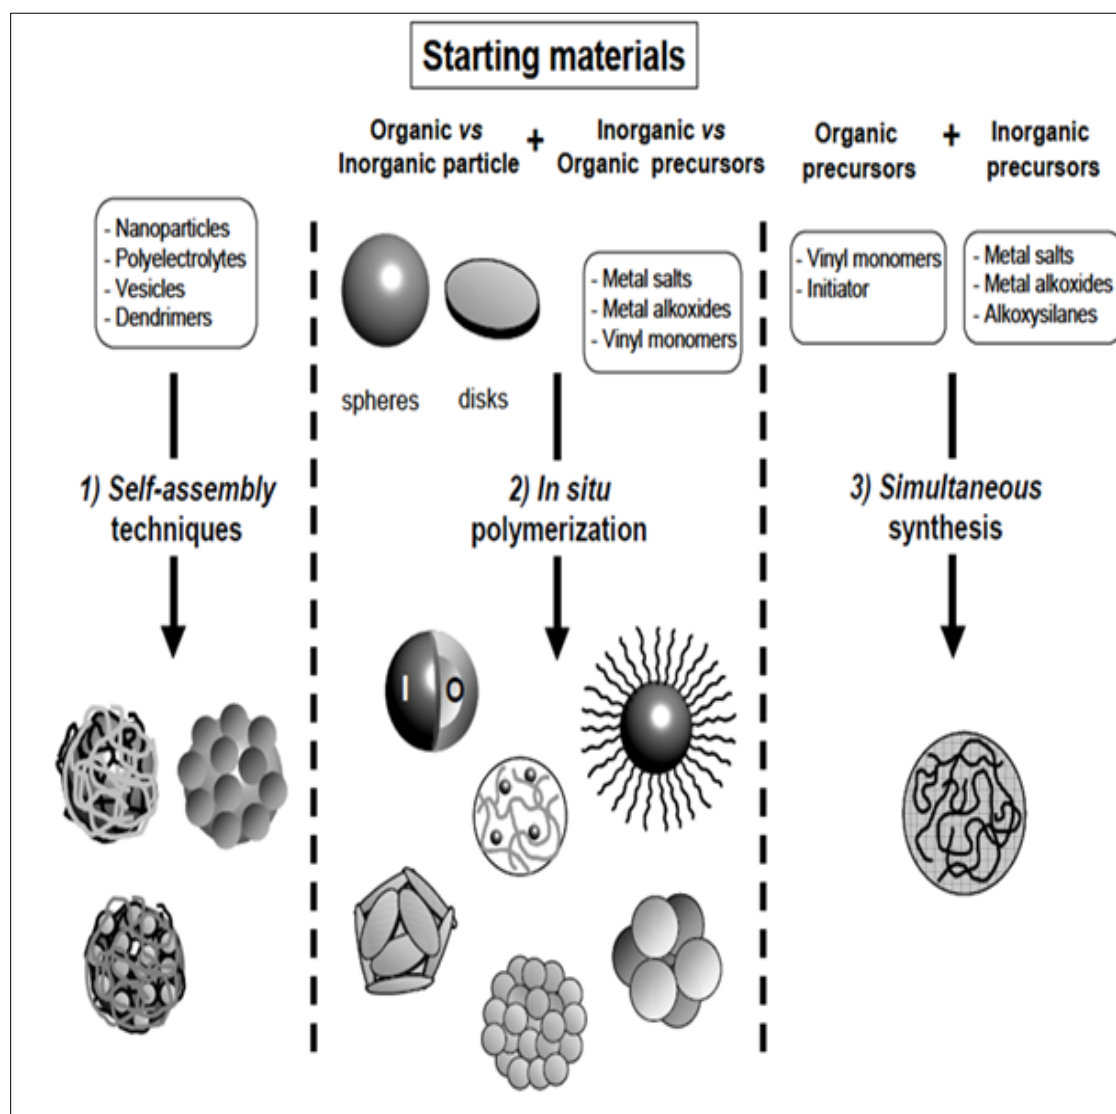 Starting materials
Organic vs
Inorganic particle
+
Inorganic vs
Organic precursors
Organic
precursors
+
Inorganic
precursors
- Nanoparticles
- Polyelectrolytes
- Vesicles
- Dendrimers
spheres
disks
- Metal salts
- Metal alkoxides
- Vinyl monomers
- Vinyl monomers
- Initiator
- Metal salts
- Metal alkoxides
- Alkoxysilanes
1) Self-assembly
techniques
2) In situ
polymerization
3) Simultaneous
synthesis
I
O